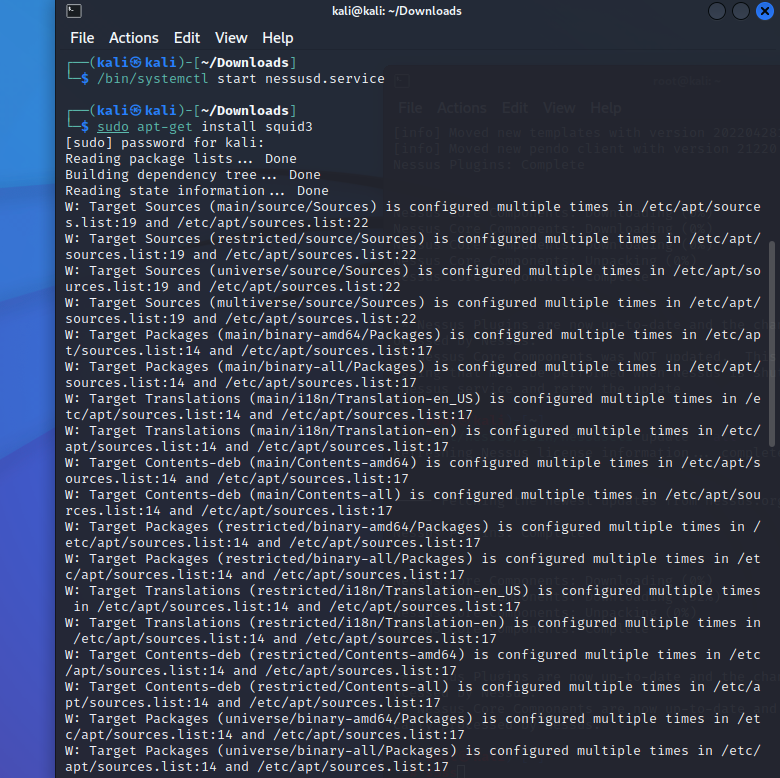 kali@kali: ~/Downloads
File Actions Edit View Help
┌──(kali㉿kali)-[~/Downloads]
└─$ /bin/systemctl start nessusd.service
┌──(kali㉿kali)-[~/Downloads]
└─$ sudo apt-get install squid3
[sudo] password for kali:
Reading package lists... Done
Building dependency tree... Done
Reading state information... Done
W: Target Sources (main/source/Sources) is configured multiple times in /etc/apt/source
s.list:19 and /etc/apt/sources.list:22
W: Target Sources (restricted/source/Sources) is configured multiple times in /etc/apt/
sources.list:19 and /etc/apt/sources.list:22
W: Target Sources (universe/source/Sources) is configured multiple times in /etc/apt/so
urces.list:19 and /etc/apt/sources.list:22
W: Target Sources (multiverse/source/Sources) is configured multiple times in /etc/apt/
sources.list:19 and /etc/apt/sources.list:22
W: Target Packages (main/binary-amd64/Packages) is configured multiple times in /etc/ap
t/sources.list:14 and /etc/apt/sources.list:17
W: Target Packages (main/binary-all/Packages) is configured multiple times in /etc/apt/
sources.list:14 and /etc/apt/sources.list:17
W: Target Translations (main/i18n/Translation-en_US) is configured multiple times in /e
tc/apt/sources.list:14 and /etc/apt/sources.list:17
W: Target Translations (main/i18n/Translation-en) is configured multiple times in /etc/
apt/sources.list:14 and /etc/apt/sources.list:17
W: Target Contents-deb (main/Contents-amd64) is configured multiple times in /etc/apt/s
ources.list:14 and /etc/apt/sources.list:17
W: Target Contents-deb (main/Contents-all) is configured multiple times in /etc/apt/sou
rces.list:14 and /etc/apt/sources.list:17
W: Target Packages (restricted/binary-amd64/Packages) is configured multiple times in /
etc/apt/sources.list:14 and /etc/apt/sources.list:17
W: Target Packages (restricted/binary-all/Packages) is configured multiple times in /et
c/apt/sources.list:14 and /etc/apt/sources.list:17
W: Target Translations (restricted/i18n/Translation-en_US) is configured multiple times
in /etc/apt/sources.list:14 and /etc/apt/sources.list:17
W: Target Translations (restricted/i18n/Translation-en) is configured multiple times in
/etc/apt/sources.list:14 and /etc/apt/sources.list:17
W: Target Contents-deb (restricted/Contents-amd64) is configured multiple times in /etc
/apt/sources.list:14 and /etc/apt/sources.list:17
W: Target Contents-deb (restricted/Contents-all) is configured multiple times in /etc/a
pt/sources.list:14 and /etc/apt/sources.list:17
W: Target Packages (universe/binary-amd64/Packages) is configured multiple times in /et
c/apt/sources.list:14 and /etc/apt/sources.list:17
W: Target Packages (universe/binary-all/Packages) is configured multiple times in /etc/
apt/sources.list:14 and /etc/apt/sources.list:17